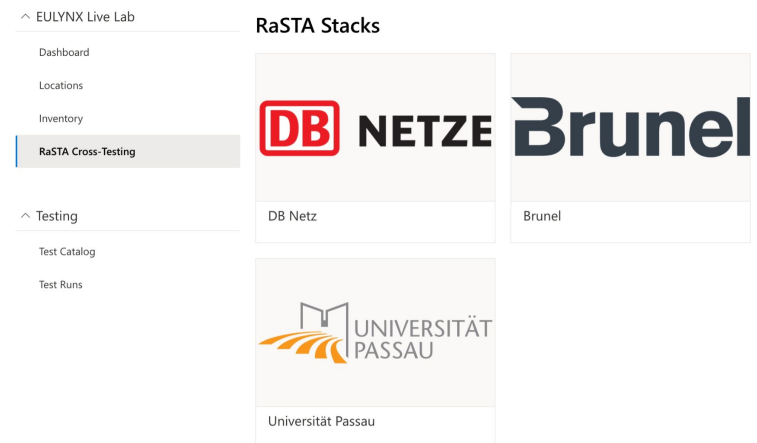 EULYNX Live Lab
Dashboard
Locations
Inventory
RaSTA Cross-Testing
Testing
Test Catalog
Test Runs
RaSTA Stacks
DB NETZE
DB Netz
Brunel
Brunel
UNIVERSITÄT
PASSAU
Universität Passau